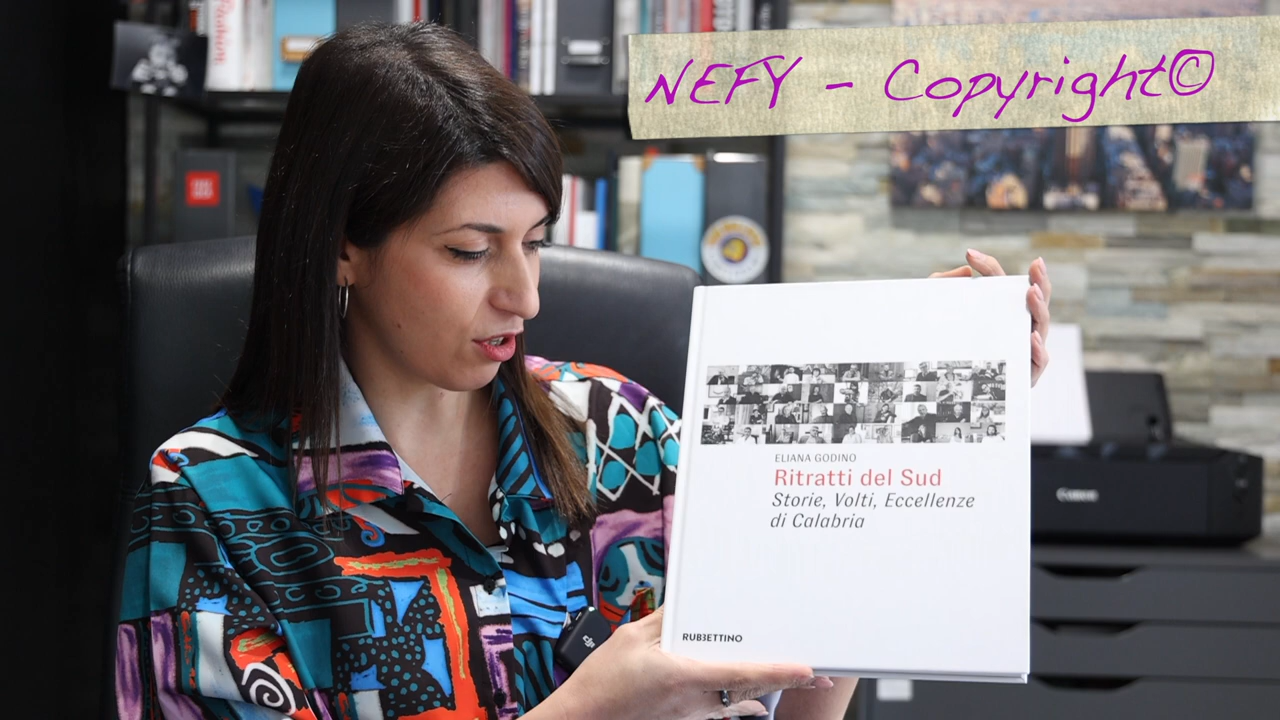 NEFY - Copyright©
ELIANA GODINO
Ritratti del Sud
Storie, Volti, Eccellenze
di Calabria
RUBBETTINO
Canon